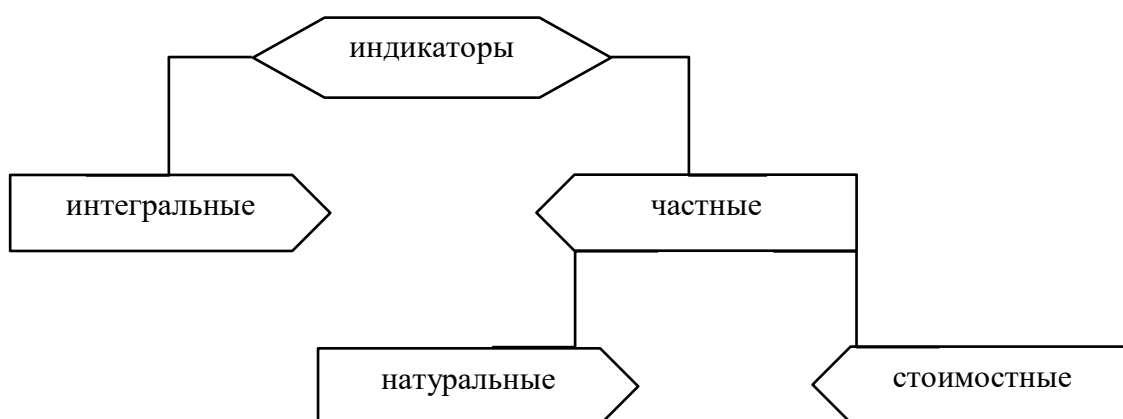 индикаторы
интегральные
частные
натуральные
стоимостные